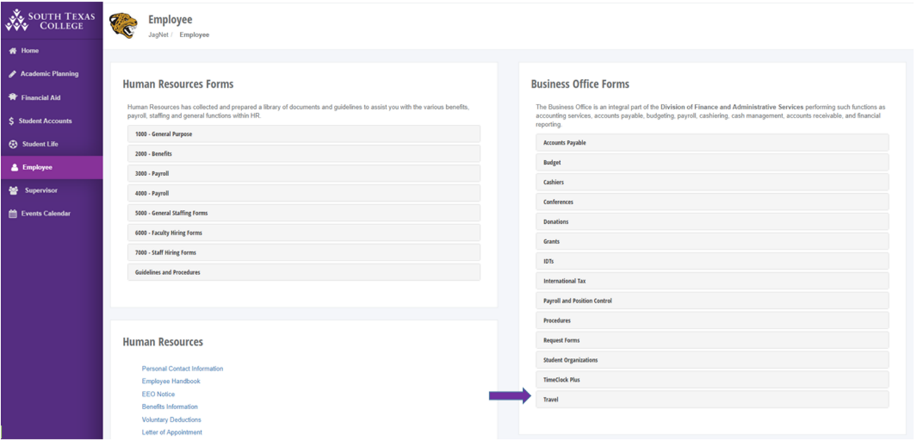 SOUTH TEXAS
COLLEGE
Home
Academic Planning
Financial Aid
Student Accounts
Student Life
Employee
Supervisor
Events Calendar
Employee
JagNet / Employee
Human Resources Forms
Human Resources has collected and prepared a library of documents and guidelines to assist you with the various benefits,
payroll, staffing and general functions within HR.
1000 - General Purpose
2000 - Benefits
3000 - Payroll
4000 - Payroll
5000 - General Staffing Forms
6000 - Faculty Hiring Forms
7000 - Staff Hiring Forms
Guidelines and Procedures
Human Resources
Personal Contact Information
Employee Handbook
EEO Notice
Benefits Information
Voluntary Deductions
Letter of Appointment
Business Office Forms
The Business Office is an integral part of the Division of Finance and Administrative Services performing such functions as
accounting services, accounts payable, budgeting, payroll, cashiering, cash management, accounts receivable, and financial
reporting.
Accounts Payable
Budget
Cashiers
Conferences
Donations
Grants
IDTs
International Tax
Payroll and Position Control
Procedures
Request Forms
Student Organizations
TimeClock Plus
Travel